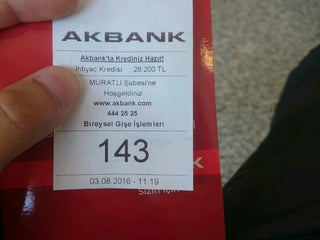 AKBANK
Akbank'ta Krediniz Hazır!
İhtiyaç Kredisi 28 200 TL
MURATLI Şubesi'ne
Hoşgeldiniz
www.akbank.com
444 25 25
Bireysel Gişe İşlemleri
143
03.08.2016 - 11:19
NK
sizin için